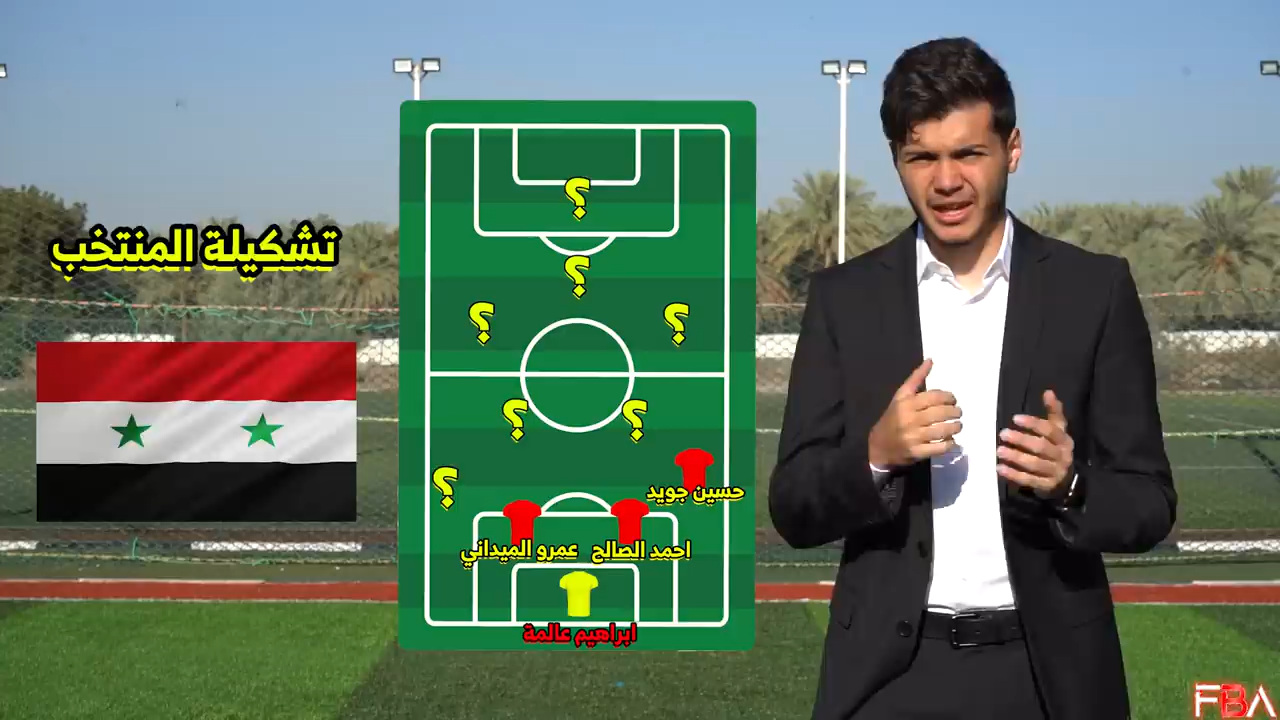 ؟
؟
؟ ؟
تشكيلة المنتخب
؟ ؟
؟
حسين جويد
عمرو الميداني احمد الصالح
ابراهيم عالمة
FBA